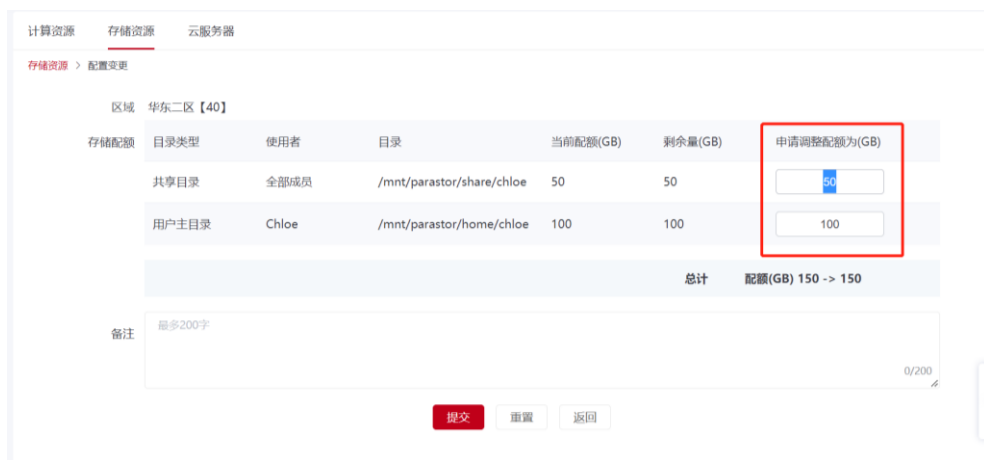 计算资源 存储资源 云服务器
存储资源 > 配置变更
区域 华东二区【40】
存储配额 目录类型 使用者 目录 当前配额(GB) 剩余量(GB) 申请调整配额为(GB)
共享目录 全部成员 /mnt/parastor/share/chloe 50 50 50
用户主目录 Chloe /mnt/parastor/home/chloe 100 100 100
总计 配额(GB) 150 -> 150
备注 最多200字
0/200
提交 重置 返回